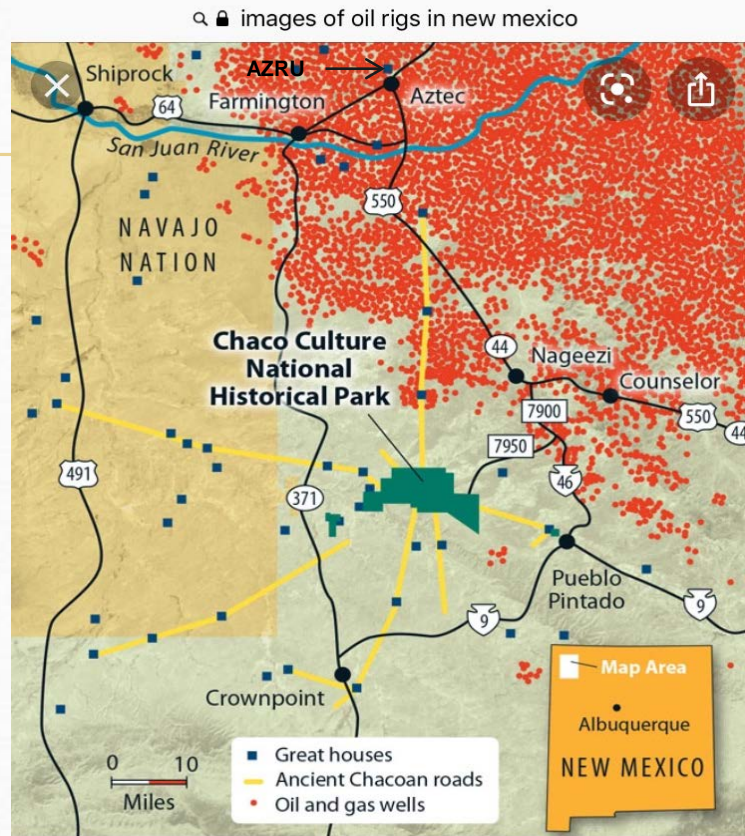 images of oil rigs in new mexico
AZRU
Shiprock
64
Farmington
Aztec
San Juan River
550
NAVAJO
NATION
Chaco Culture
National
Historical Park
44
Nageezi
Counselor
7900
550
44
7950
491
371
46
Pueblo
Pintado
9
9
Crownpoint
Map Area
Albuquerque
NEW MEXICO
0 10
Miles
Great houses
Ancient Chacoan roads
Oil and gas wells